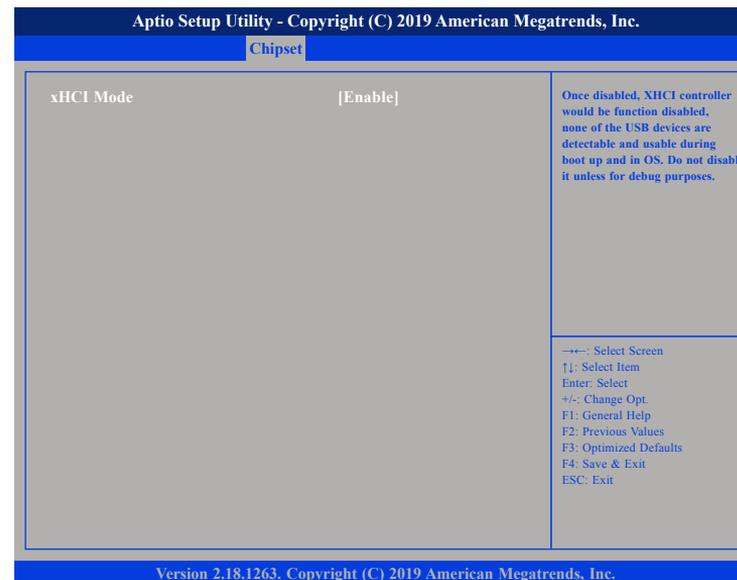 Aptio Setup Utility - Copyright (C) 2019 American Megatrends, Inc.
Chipset
xHCI Mode [Enable]
Once disabled, XHCI controller
would be function disabled,
none of the USB devices are
detectable and usable during
boot up and in OS. Do not disabl
it unless for debug purposes.
→←: Select Screen
↑↓: Select Item
Enter: Select
+/-: Change Opt.
F1: General Help
F2: Previous Values
F3: Optimized Defaults
F4: Save & Exit
ESC: Exit
Version 2.18.1263. Copyright (C) 2019 American Megatrends, Inc.